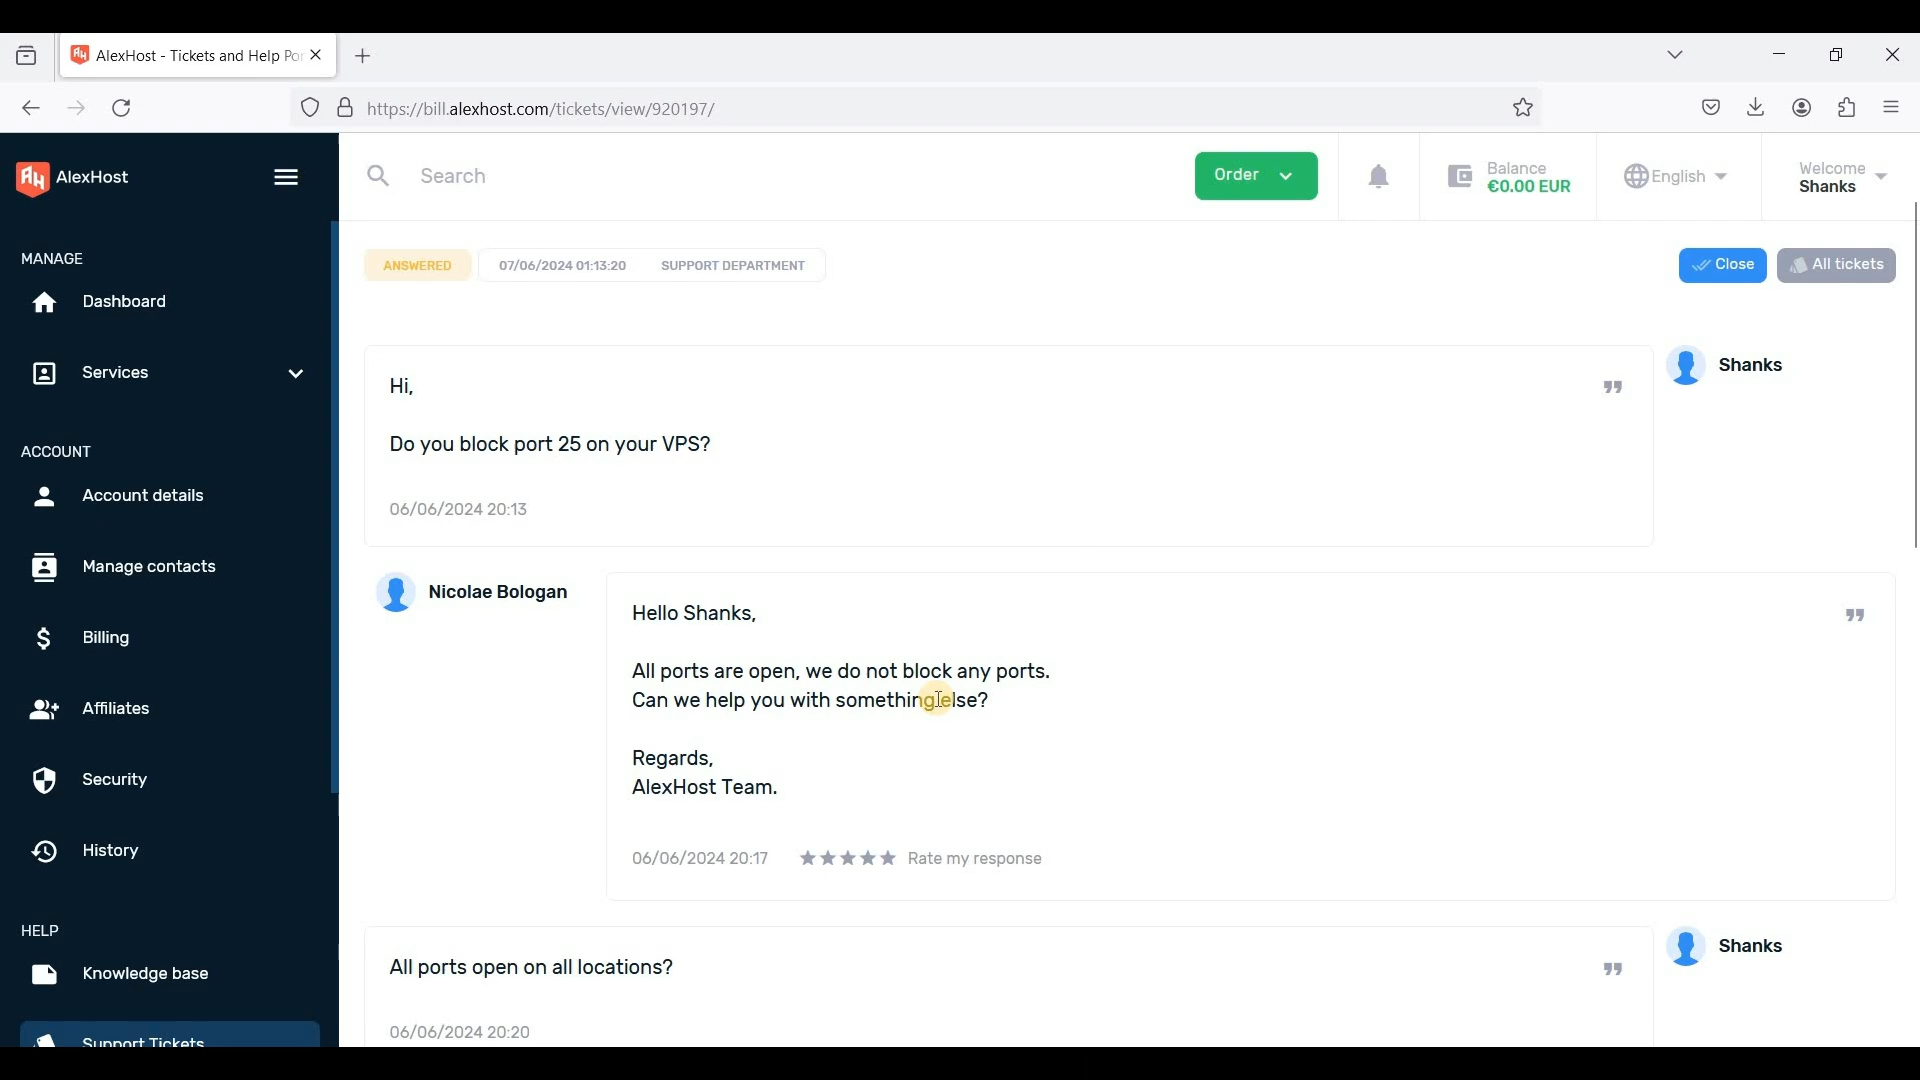 AlexHost - Tickets and Help Por
https://bill.alexhost.com/tickets/view/920197/
AlexHost
Search
Order
Balance
€0.00 EUR
English
Welcome
Shanks
MANAGE
Dashboard
Services
ACCOUNT
Account details
Manage contacts
Billing
Affiliates
Security
History
HELP
Knowledge base
Support Tickets
ANSWERED
07/06/2024 01:13:20 SUPPORT DEPARTMENT
Close
All tickets
Hi,
Do you block port 25 on your VPS?
06/06/2024 20:13
Shanks
Nicolae Bologan
Hello Shanks,
All ports are open, we do not block any ports.
Can we help you with something else?
Regards,
AlexHost Team.
06/06/2024 20:17 Rate my response
All ports open on all locations?
06/06/2024 20:20
Shanks